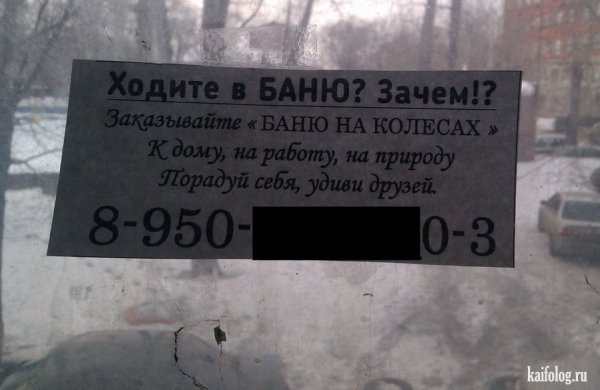 Ходите в БАНЮ? Зачем!?
Заказывайте «БАНЮ НА КОЛЕСАХ»
К дому, на работу, на природу
Порадуй себя, удиви друзей.
8-950- 0-3
kaifolog.ru